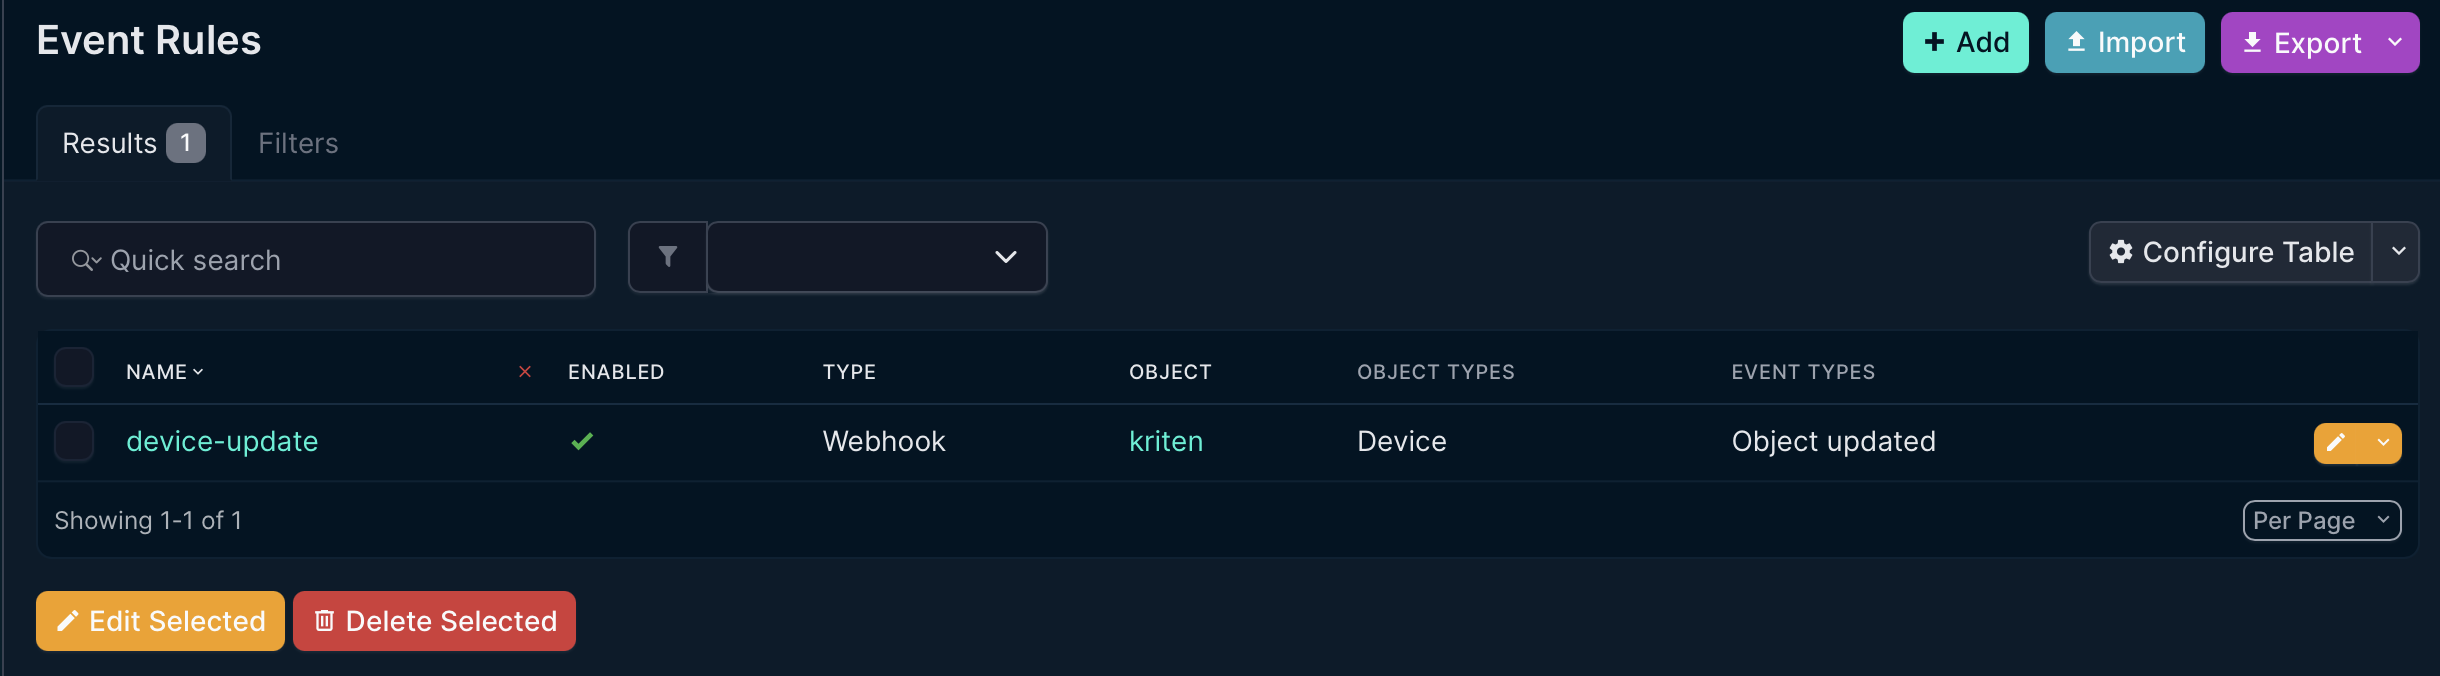 Event Rules
Add
Import
Export
Results 1
Filters
Quick search
Configure Table
NAME ENABLED TYPE OBJECT OBJECT TYPES EVENT TYPES
device-update Webhook kriten Device Object updated
Showing 1-1 of 1
Per Page
Edit Selected
Delete Selected